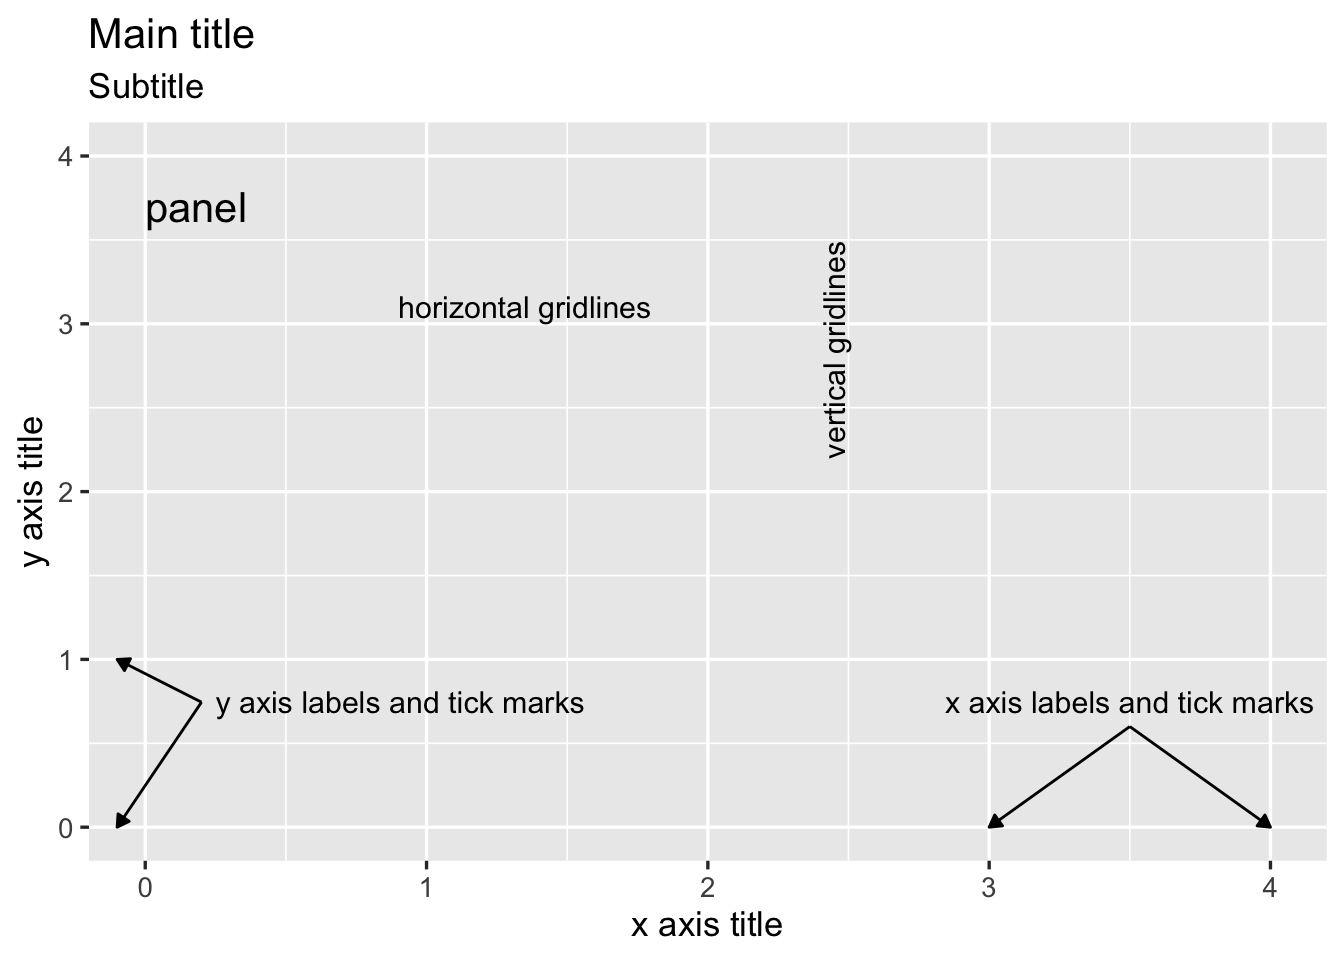 Main title
Subtitle
4
panel
vertical gridlines
horizontal gridlines
3
y axis title
2
1
y axis labels and tick marks
x axis labels and tick marks
0
0 1 2 3 4
x axis title